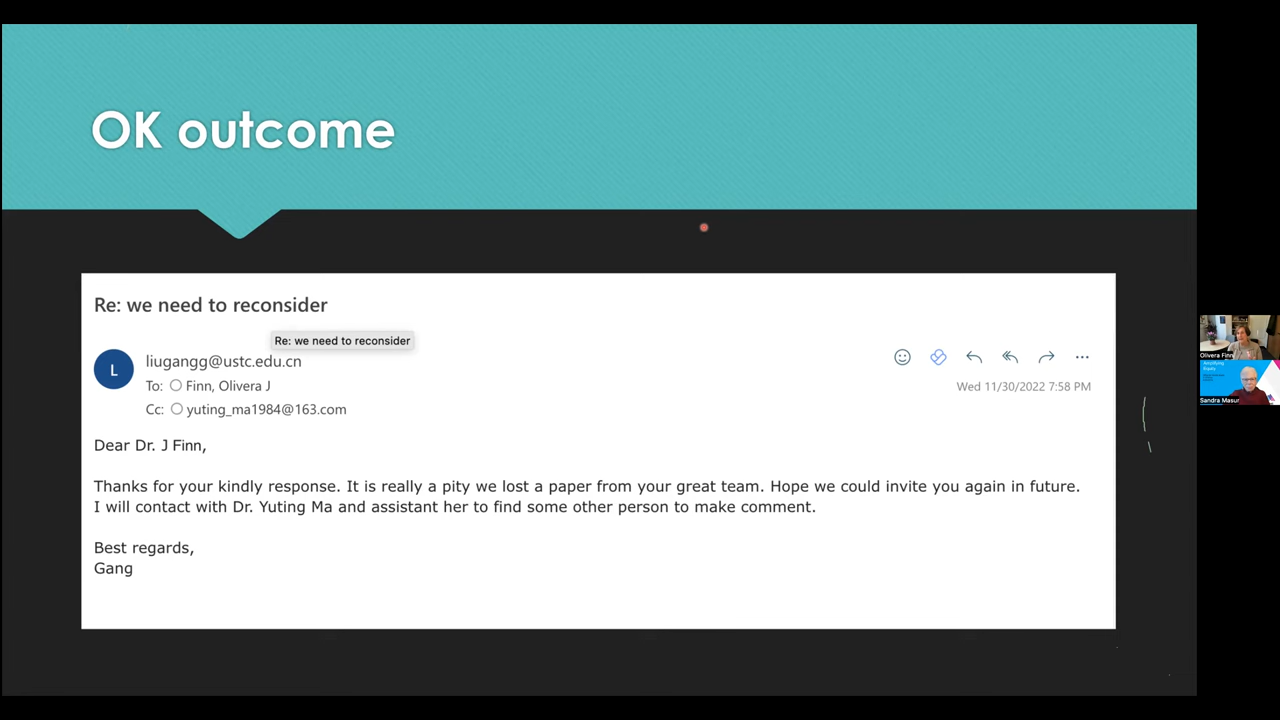 OK outcome
Re: we need to reconsider
Re: we need to reconsider
L
liugangg@ustc.edu.cn
To: Finn, Olivera J
Wed 11/30/2022 7:58 PM
Cc: yuting_ma1984@163.com
Dear Dr. J Finn,
Thanks for your kindly response. It is really a pity we lost a paper from your great team. Hope we could invite you again in future.
I will contact with Dr. Yuting Ma and assistant her to find some other person to make comment.
Best regards,
Gang
Olivera Finn
Amplifying
Equity
Sandra Masur